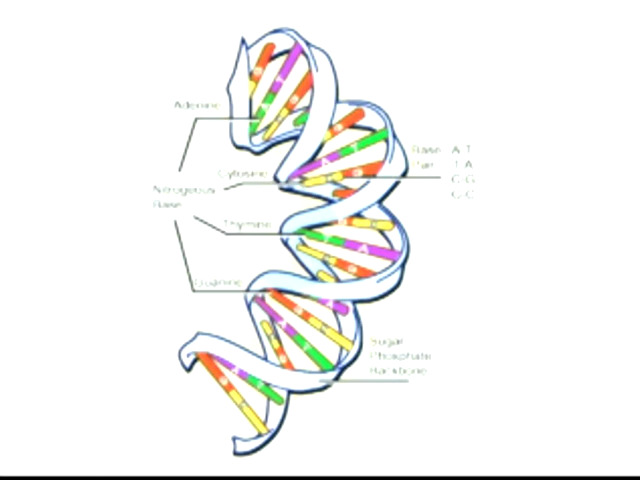 Adenine
Cytosine
Nitrogeous
Base
Thymine
Guanine
Base A T
Pair T A
C G
Sugar
Phosphate
Backbone